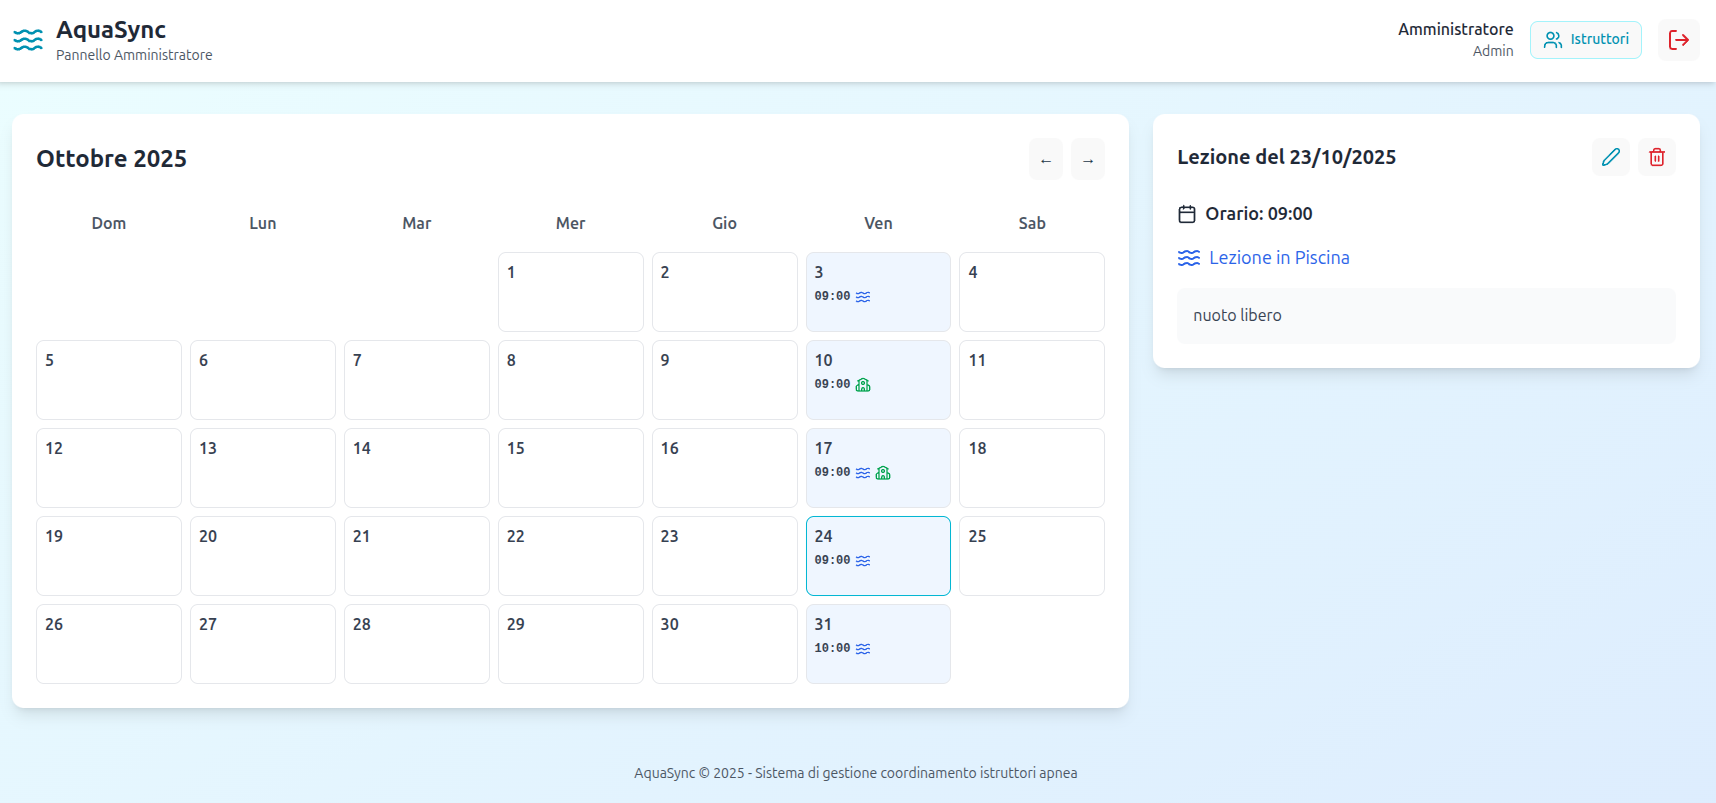 AquaSync
Pannello Amministratore
Amministratore
Admin
Istruttori
Ottobre 2025
← →
Dom Lun Mar Mer Gio Ven Sab
1 2 3 4
09:00
5 6 7 8 9 10 11
09:00
12 13 14 15 16 17 18
09:00
19 20 21 22 23 24 25
09:00
26 27 28 29 30 31
10:00
Lezione del 23/10/2025
Orario: 09:00
Lezione in Piscina
nuoto libero
AquaSync © 2025 - Sistema di gestione coordinamento istruttori apnea